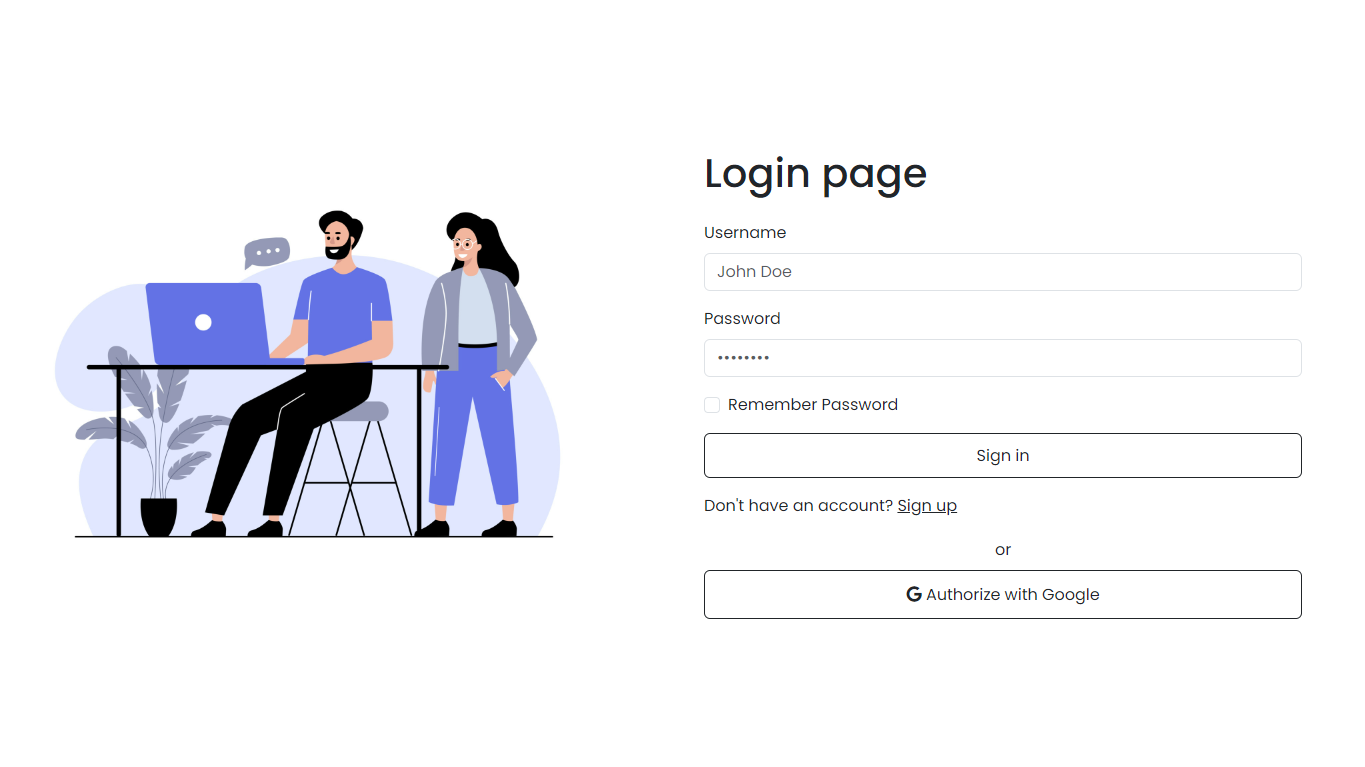 Login page
Username
John Doe
Password
••••••••
Remember Password
Sign in
Don't have an account? Sign up
or
Authorize with Google